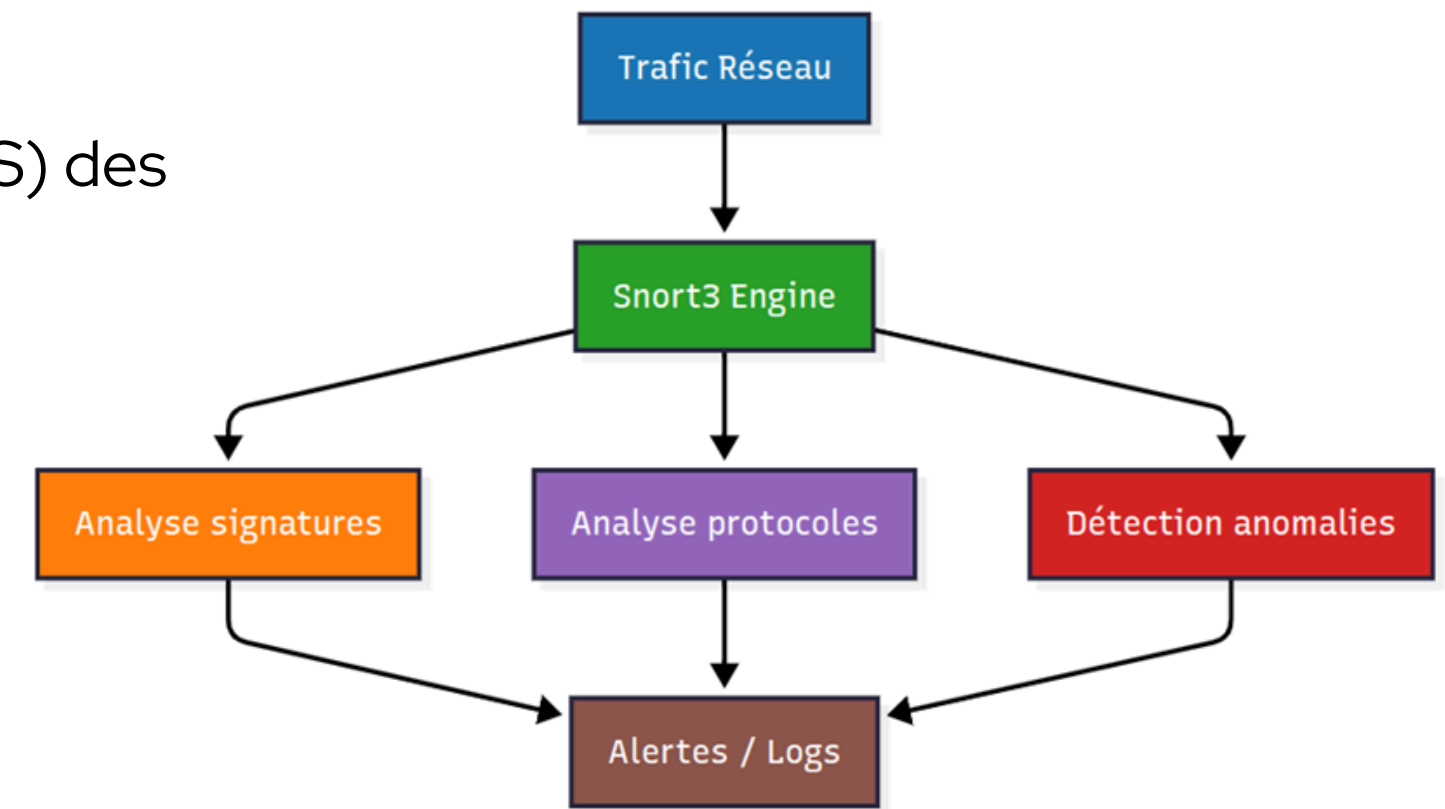 Trafic Réseau
S) des
Snort3 Engine
Analyse signatures
Analyse protocoles
Détection anomalies
Alertes / Logs